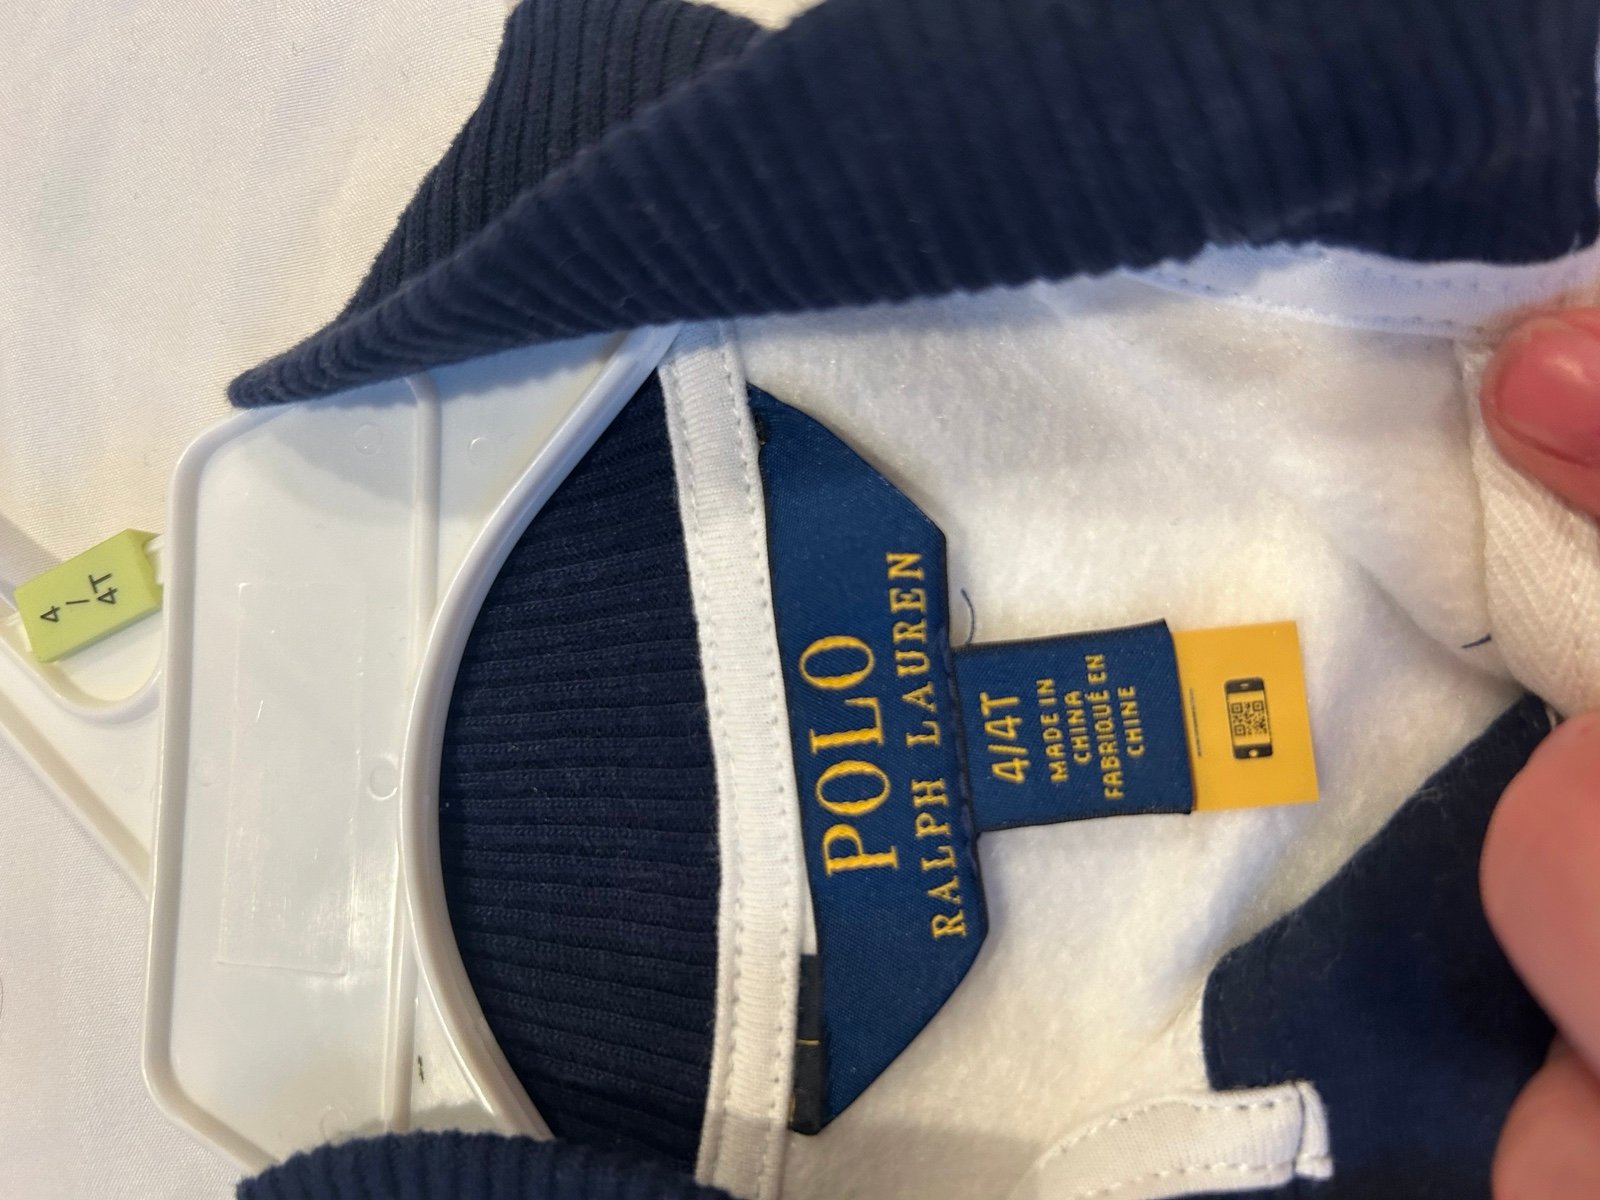 4/
4T
POLO
RALPH LAUREN
4/4T
MADE IN
CHINA
FABRIQUÉ EN
CHINE